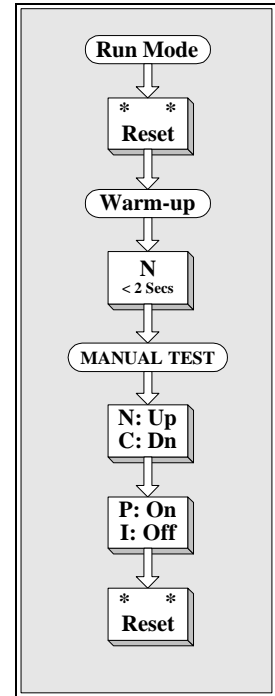 Run Mode
* *
Reset
Warm-up
N
< 2 Secs
MANUAL TEST
N: Up
C: Dn
P: On
I: Off
* *
Reset